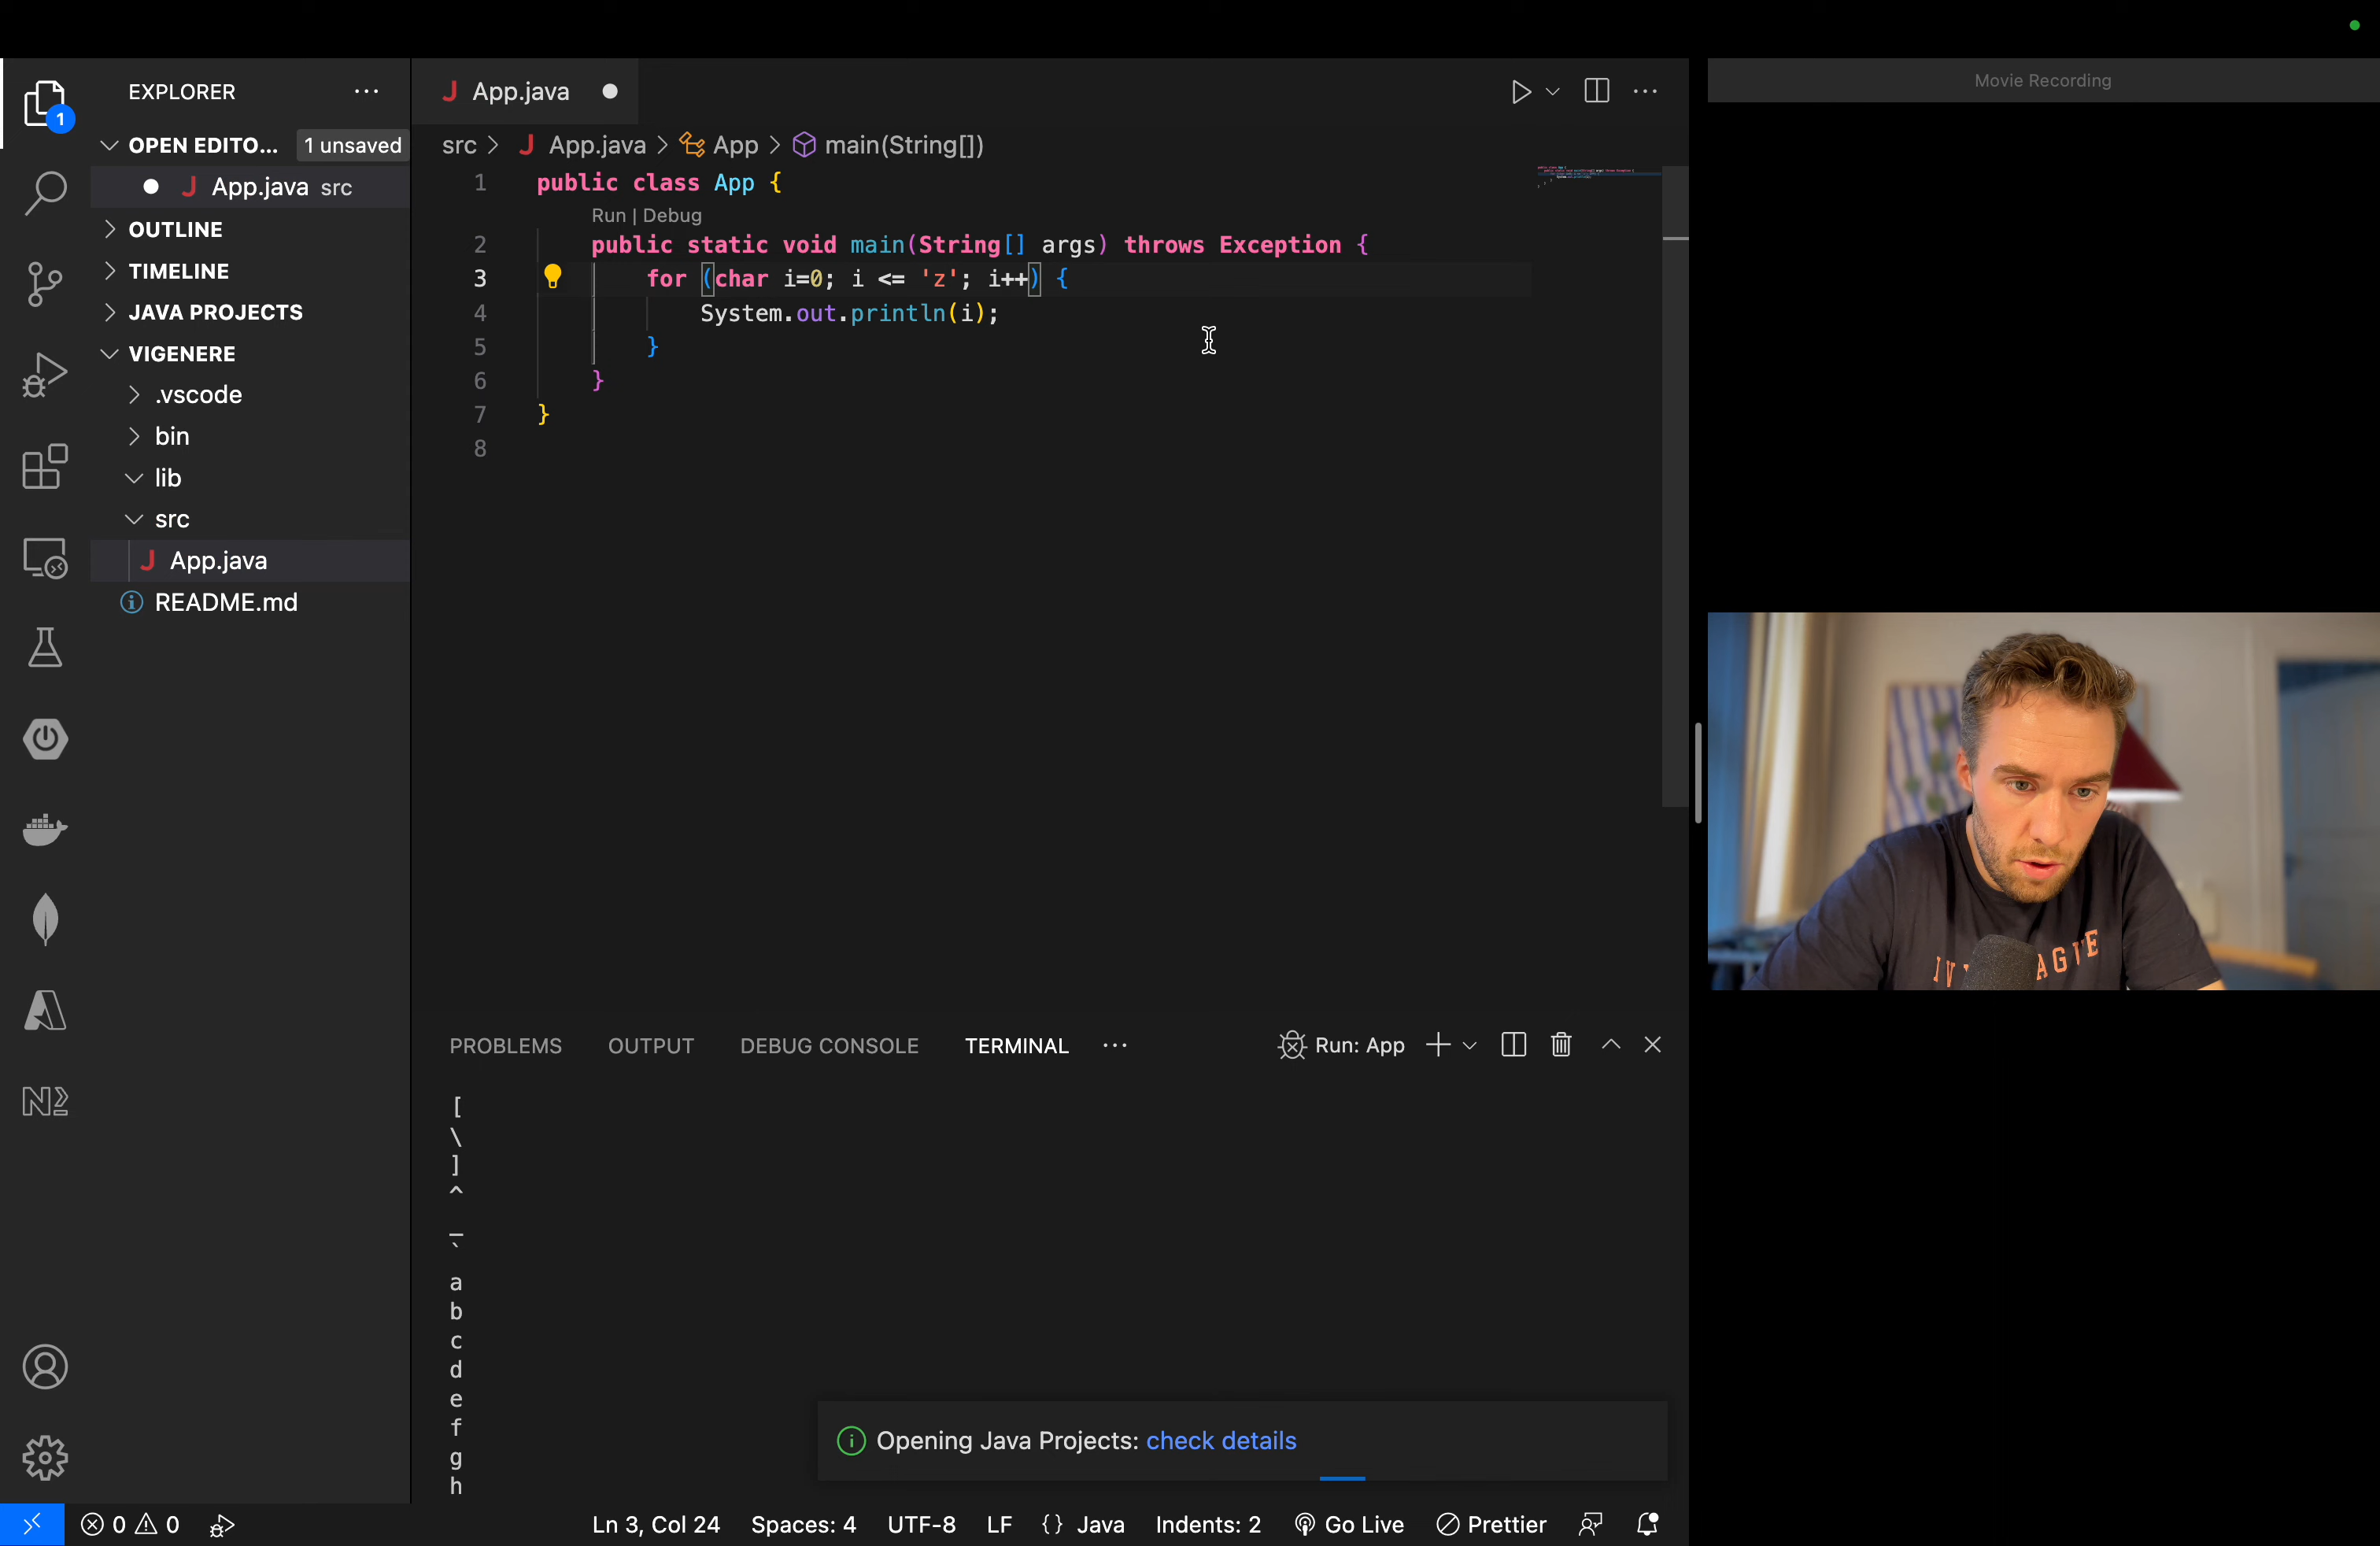 Movie Recording
EXPLORER
1
OPEN EDITO... 1 unsaved
App.java src
OUTLINE
TIMELINE
JAVA PROJECTS
VIGENERE
.vscode
bin
lib
src
J App.java
README.md
J App.java
src > J App.java > App > main(String[])
1 public class App {
Run | Debug
2 public static void main(String[] args) throws Exception {
3 for (char i=0; i <= 'z'; i++) {
4 System.out.println(i);
5 }
6 }
7 }
8
PROBLEMS OUTPUT DEBUG CONSOLE TERMINAL ... Run: App
[
\
]
^
_
`
a
b
c
d
e
f
g
h
Opening Java Projects: check details
0 0 Ln 3, Col 24 Spaces: 4 UTF-8 LF {} Java Indents: 2 Go Live Prettier